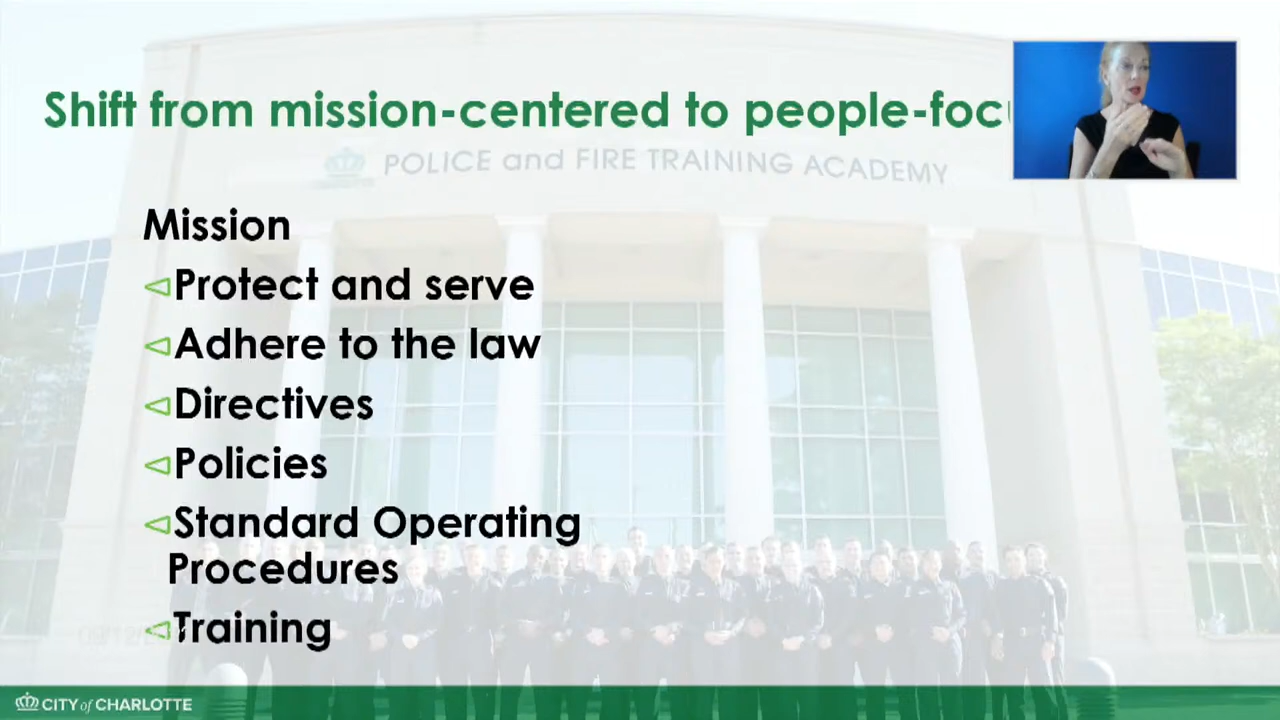 Shift from mission-centered to people-focu
POLICE and FIRE TRAINING ACADEMY
Mission
Protect and serve
Adhere to the law
Directives
Policies
Standard Operating
Procedures
Training
CITY of CHARLOTTE